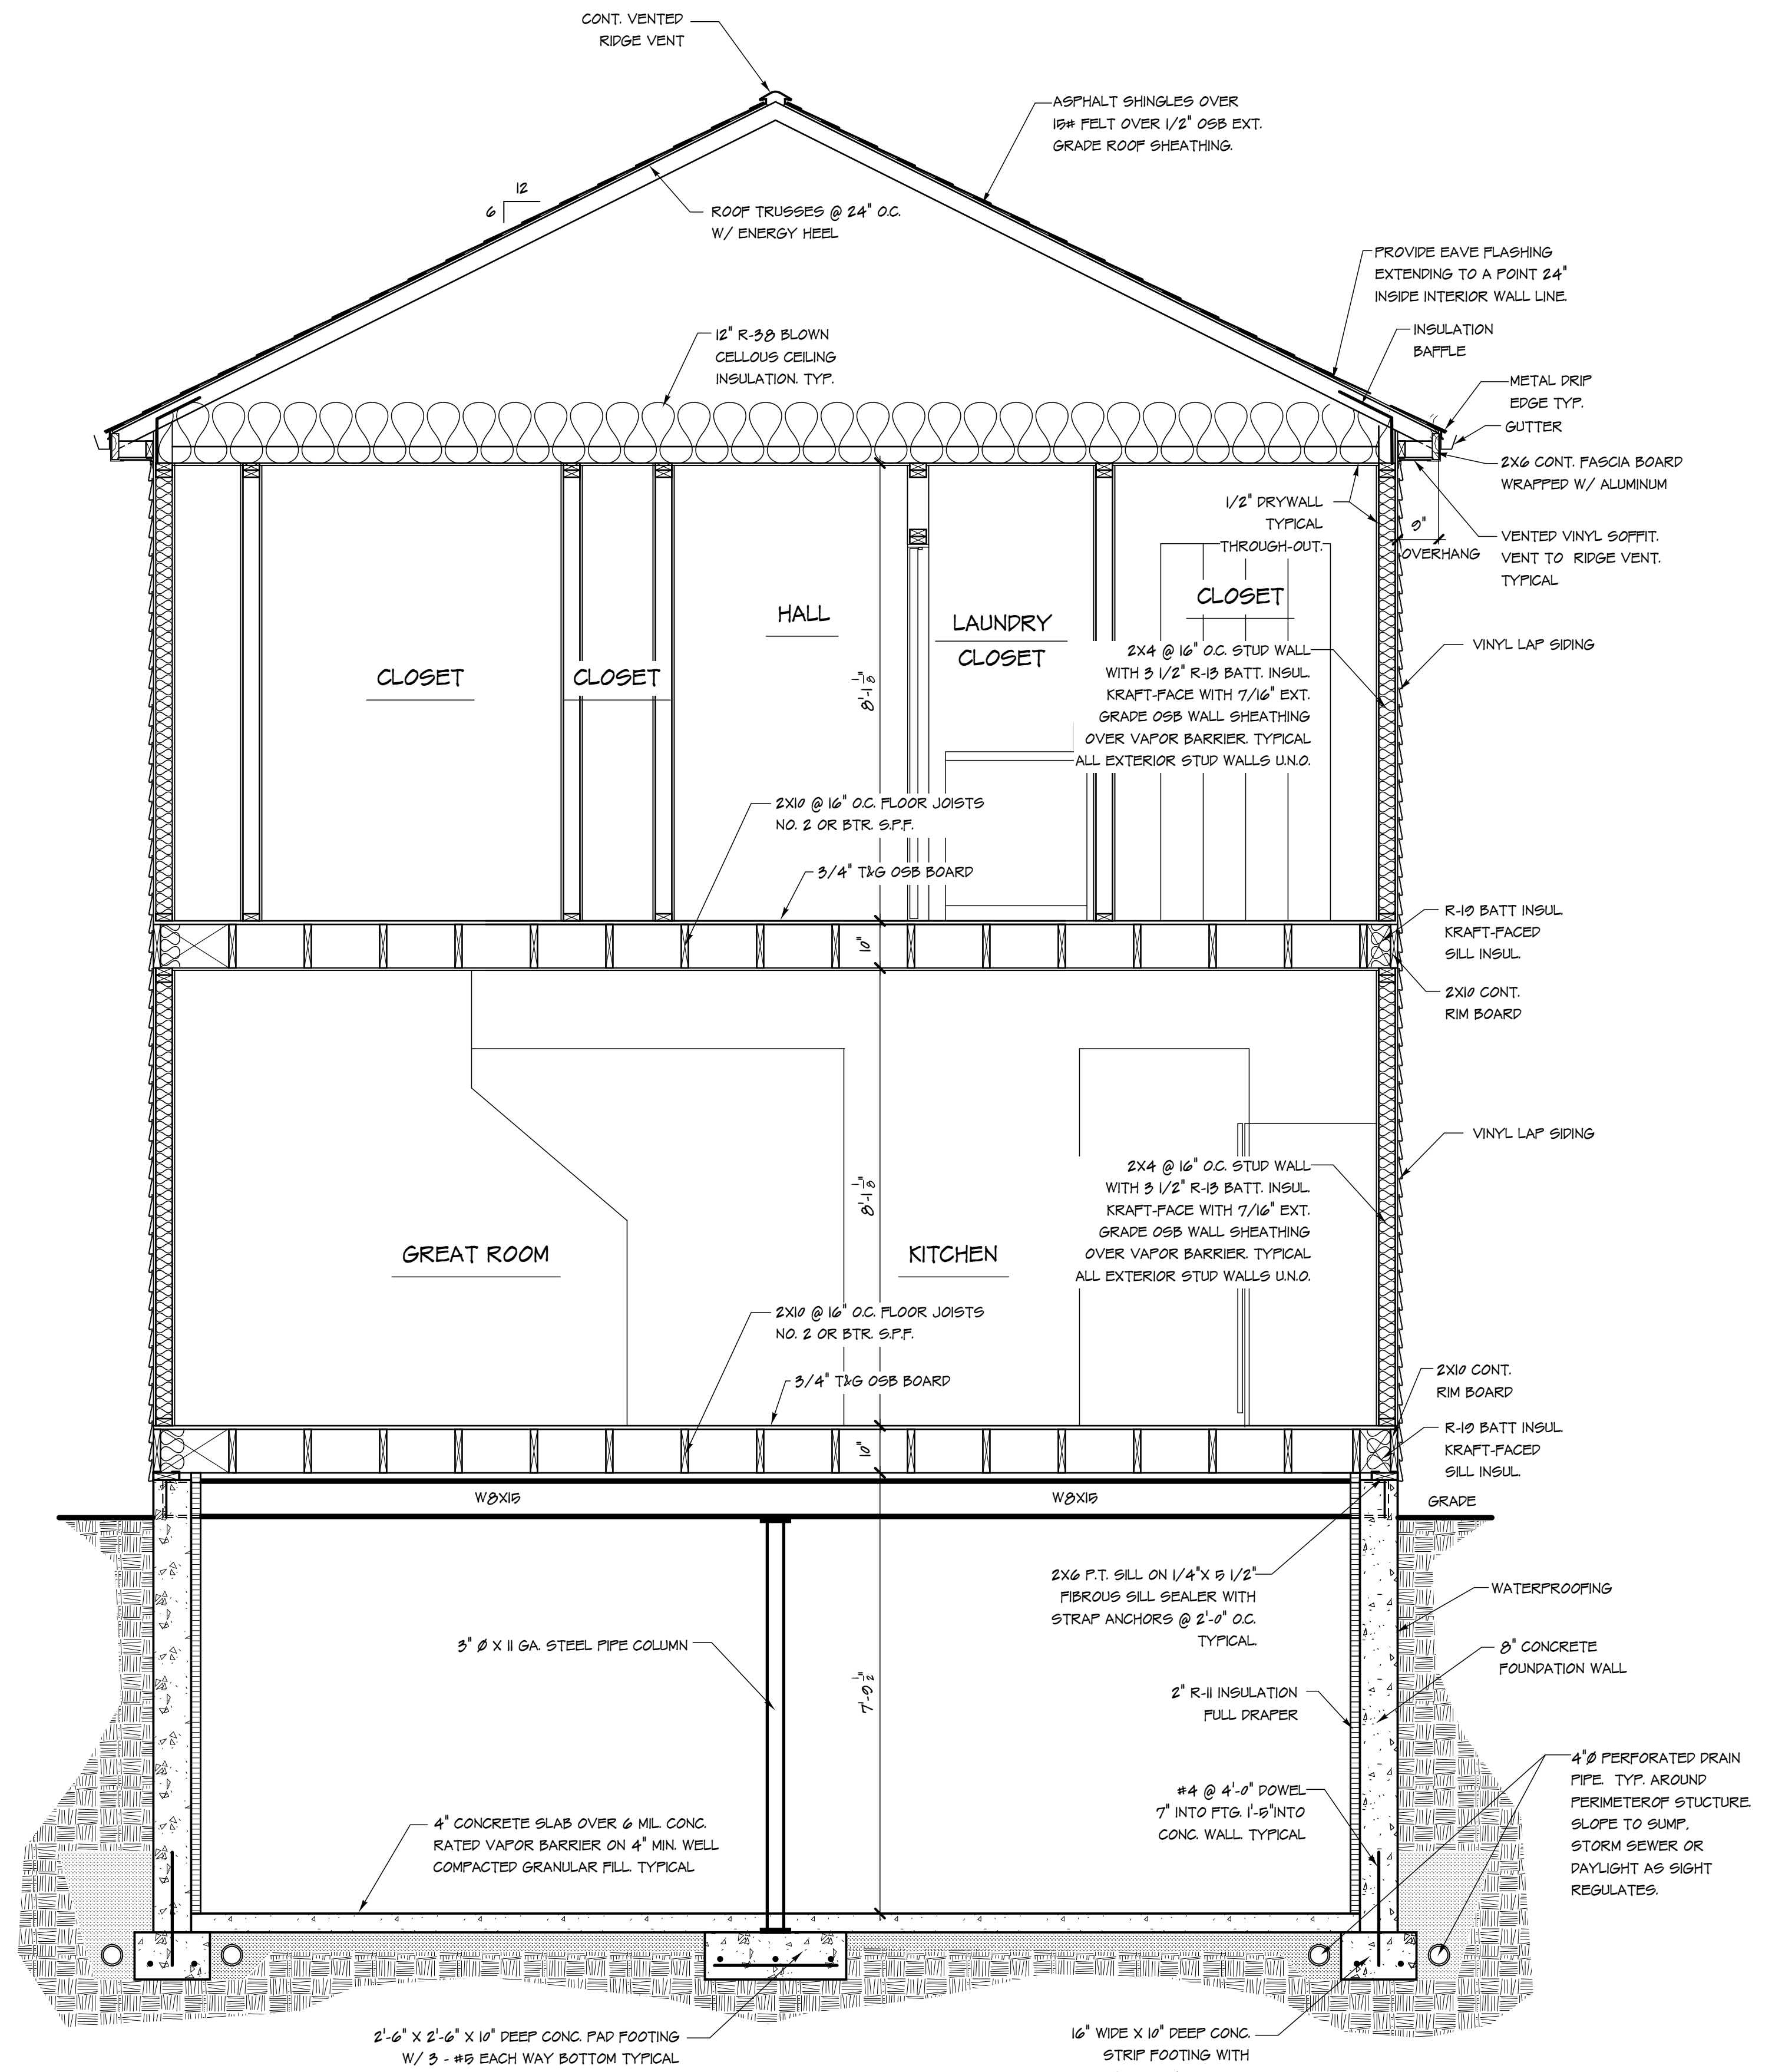 CONT. VENTED
RIDGE VENT
ASPHALT SHINGLES OVER
15# FELT OVER 1/2" OSB EXT.
GRADE ROOF SHEATHING.
12
6
ROOF TRUSSES @ 24" O.C.
W/ ENERGY HEEL
PROVIDE EAVE FLASHING
EXTENDING TO A POINT 24"
INSIDE INTERIOR WALL LINE.
INSULATION
BAFFLE
12" R-38 BLOWN
CELLOUS CEILING
INSULATION. TYP.
METAL DRIP
EDGE TYP.
GUTTER
2X6 CONT. FASCIA BOARD
WRAPPED W/ ALUMINUM
1/2" DRYWALL
TYPICAL
THROUGH-OUT.
9"
OVERHANG
VENTED VINYL SOFFIT.
VENT TO RIDGE VENT.
TYPICAL
CLOSET
HALL
LAUNDRY
CLOSET
CLOSET
CLOSET
8'-1 1/8"
2X4 @ 16" O.C. STUD WALL
WITH 3 1/2" R-13 BATT. INSUL.
KRAFT-FACE WITH 7/16" EXT.
GRADE OSB WALL SHEATHING
OVER VAPOR BARRIER. TYPICAL
ALL EXTERIOR STUD WALLS U.N.O.
VINYL LAP SIDING
2X10 @ 16" O.C. FLOOR JOISTS
NO. 2 OR BTR. S.P.F.
3/4" T&G OSB BOARD
R-19 BATT INSUL.
KRAFT-FACED
SILL INSUL.
10"
2X10 CONT.
RIM BOARD
VINYL LAP SIDING
2X4 @ 16" O.C. STUD WALL
WITH 3 1/2" R-13 BATT. INSUL.
KRAFT-FACE WITH 7/16" EXT.
GRADE OSB WALL SHEATHING
OVER VAPOR BARRIER. TYPICAL
ALL EXTERIOR STUD WALLS U.N.O.
8'-1 1/8"
GREAT ROOM
KITCHEN
2X10 @ 16" O.C. FLOOR JOISTS
NO. 2 OR BTR. S.P.F.
3/4" T&G OSB BOARD
2X10 CONT.
RIM BOARD
R-19 BATT INSUL.
KRAFT-FACED
SILL INSUL.
10"
W8X15
W8X15
GRADE
2X6 P.T. SILL ON 1/4"X 5 1/2"
FIBROUS SILL SEALER WITH
STRAP ANCHORS @ 2'-0" O.C.
TYPICAL.
WATERPROOFING
3" Ø X 11 GA. STEEL PIPE COLUMN
8" CONCRETE
FOUNDATION WALL
7'-9 1/2"
2" R-11 INSULATION
FULL DRAPER
4"Ø PERFORATED DRAIN
PIPE. TYP. AROUND
PERIMETEROF STUCTURE.
SLOPE TO SUMP,
STORM SEWER OR
DAYLIGHT AS SIGHT
REGULATES.
#4 @ 4'-0" DOWEL
7" INTO FTG. 1'-5"INTO
CONC. WALL. TYPICAL
4" CONCRETE SLAB OVER 6 MIL. CONC.
RATED VAPOR BARRIER ON 4" MIN. WELL
COMPACTED GRANULAR FILL. TYPICAL
2'-6" X 2'-6" X 10" DEEP CONC. PAD FOOTING
W/ 3 - #5 EACH WAY BOTTOM TYPICAL
16" WIDE X 10" DEEP CONC.
STRIP FOOTING WITH